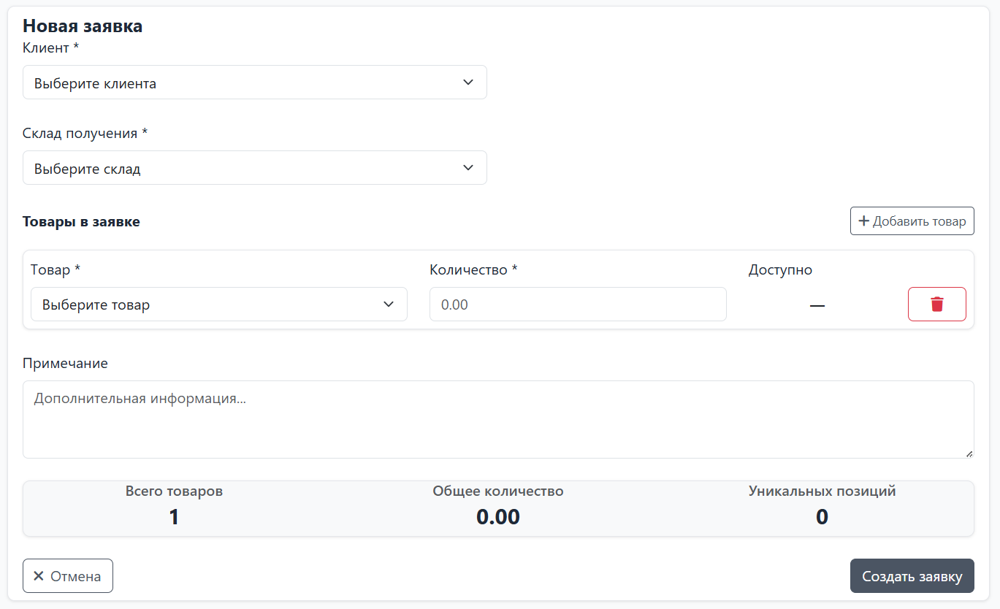 Новая заявка
Клиент *
Выберите клиента
Склад получения *
Выберите склад
Товары в заявке
+ Добавить товар
Товар * Количество * Доступно
Выберите товар 0.00 —
Примечание
Дополнительная информация...
Всего товаров Общее количество Уникальных позиций
1 0.00 0
✕ Отмена Создать заявку